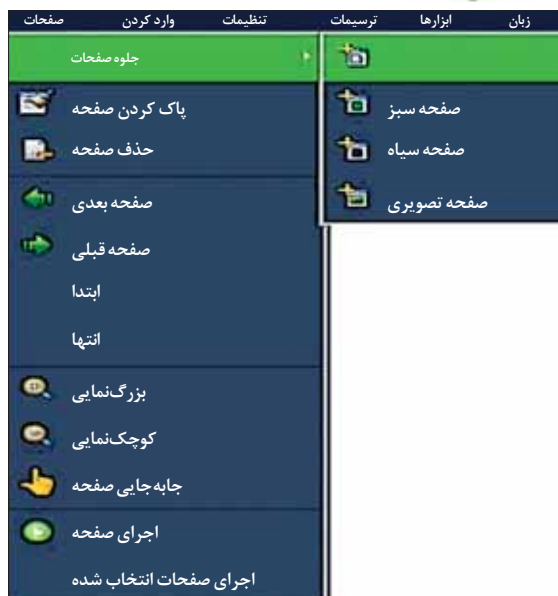 صفحات وارد کردن تنظیمات ترسیمات ابزارها زبان
جلوه صفحات
پاک کردن صفحه
حذف صفحه
صفحه بعدی
صفحه قبلی
ابتدا
انتها
بزرگ‌نمایی
کوچک‌نمایی
جابه‌جایی صفحه
اجرای صفحه
اجرای صفحات انتخاب شده
صفحه سبز
صفحه سیاه
صفحه تصویری